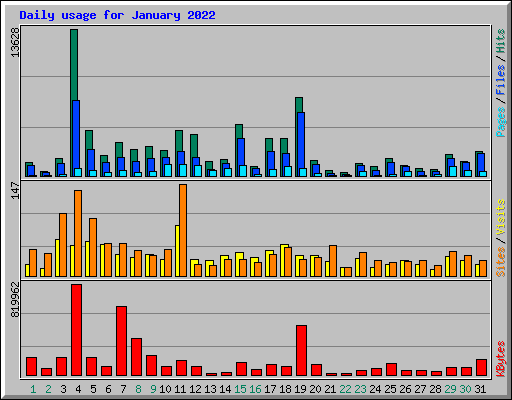 Daily usage for January 2022
13628
Pages / Files / Hits
147
Sites / Visits
819962
KBytes
1 2 3 4 5 6 7 8 9 10 11 12 13 14 15 16 17 18 19 20 21 22 23 24 25 26 27 28 29 30 31